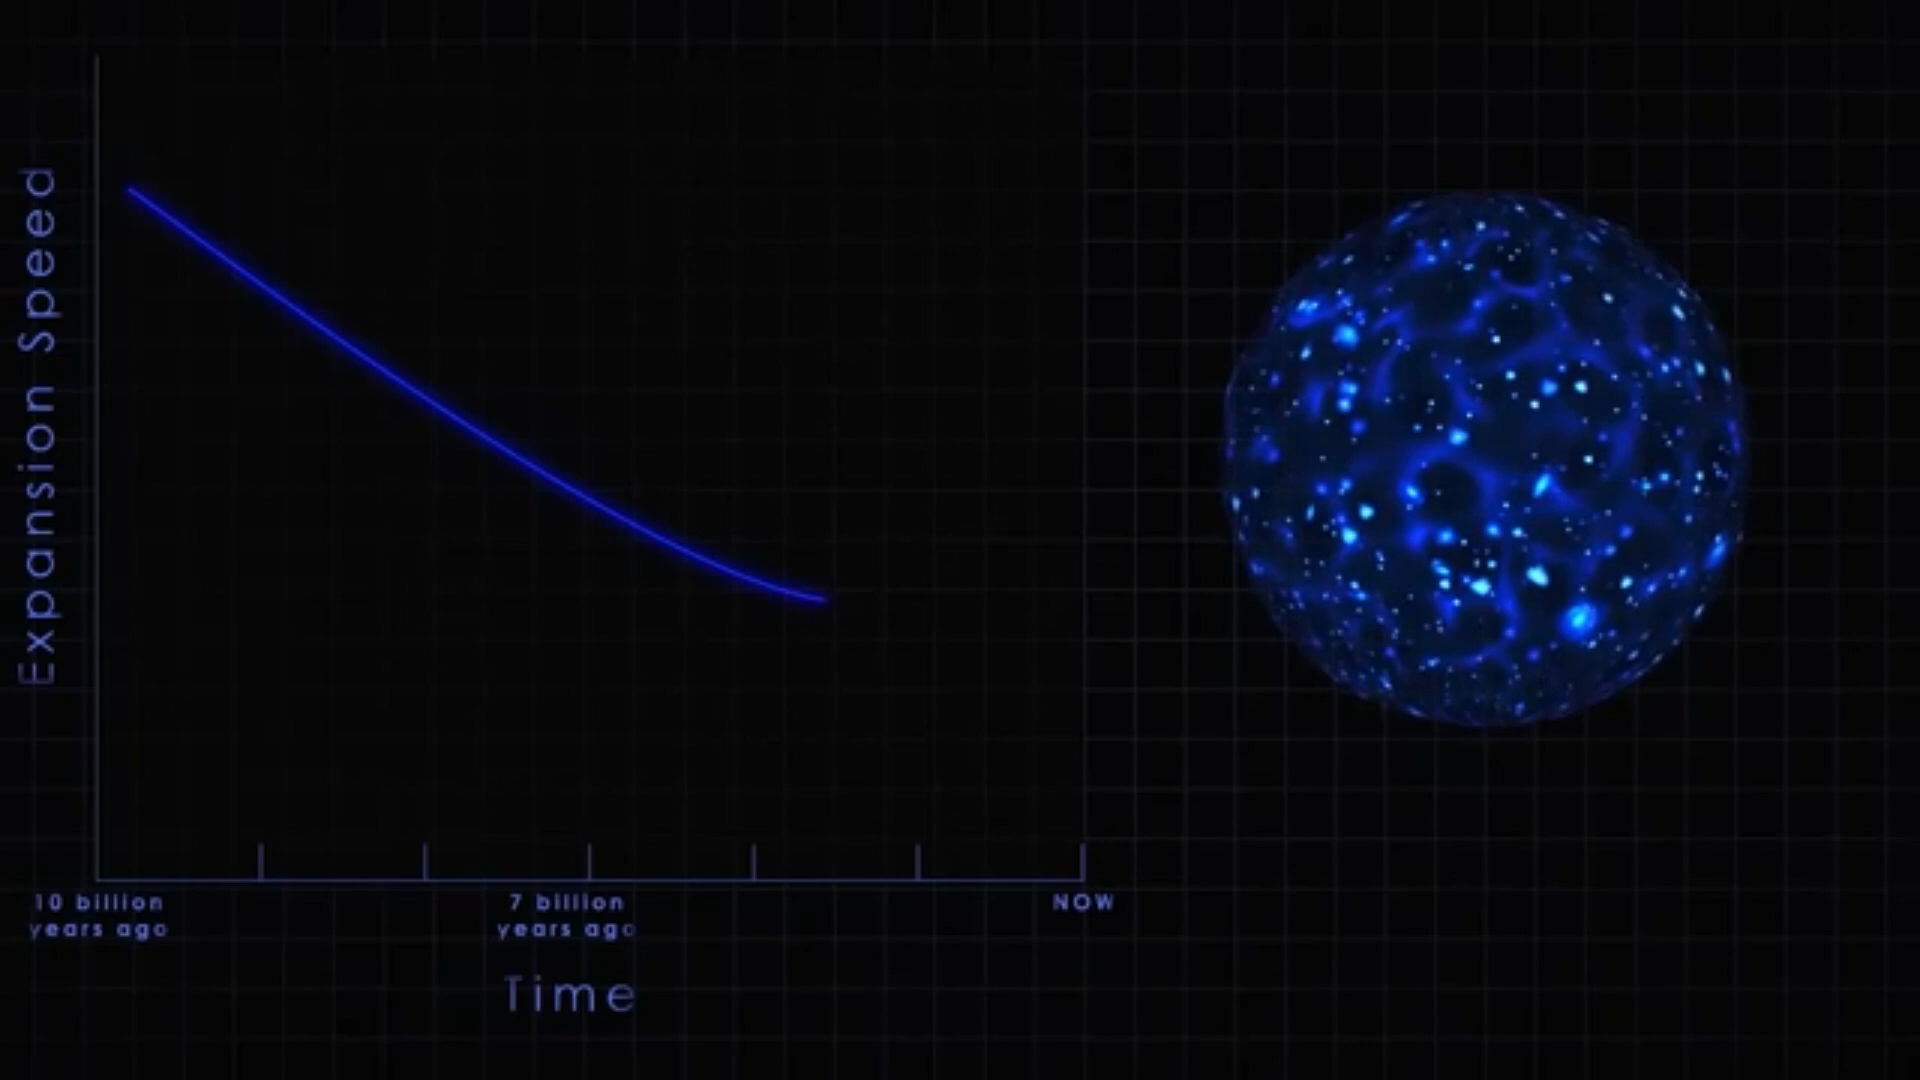 Expansion Speed
10 billion
years ago
7 billion
years ago
NOW
Time